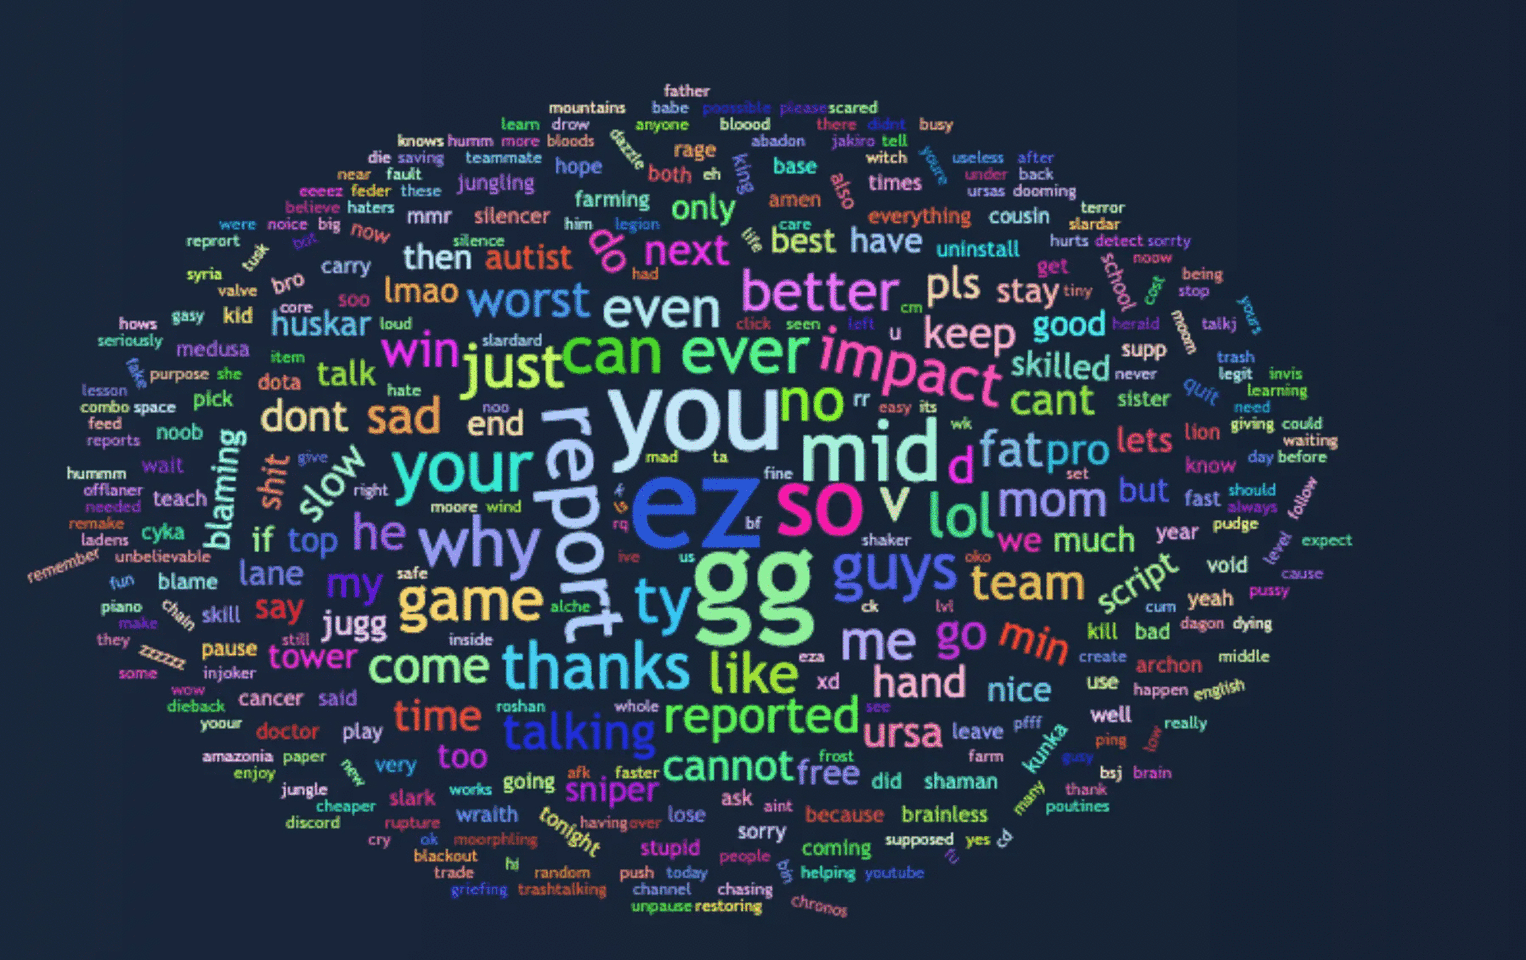 father
mountains babe poossible please scared
learn drow anyone bloood there didnt busy
knows humm more bloods dazzle rage abadon jakiro tell
die saving teammate hope both eh king base witch youre useless after
near fault jungling also times under back
eeeez feder these farming only amen ursas dooming
believe haters mmr silencer him legion care everything cousin terror slardar
were noice big but now silence do next life best have uninstall hurts detect sorrty
reprort tusk then autist had get school noow
syria bro carry lmao worst even better cm pls stay tiny cost being stop
valve core soo
gasy kid huskar loud click seen left u keep good herald moom talkj yours
hows
seriously medusa item win slardard just can ever impact skilled supp trash
fake purpose she dota talk hate never legit invis
lesson pick dont sad end noo report you no rr easy its cant sister quit learning
combo space need
feed noob wk giving could
reports blaming shit slow give your mad ta mid d fat pro lets lion waiting
hummm wait right fine set know day before
offlaner teach ez so v lol mom but fast should follow
needed moore wind always
remake cyka if top he why rq bf shaker we much year pudge level expect
ladens
remember unbelievable ive us oko void
fun blame lane my safe game alche ty gg guys team script cause
pussy
piano chain skill say jugg ck lvl cum yeah
make kill bad dagon dying
they zzzzz pause still tower inside come thanks like eza me go min create archon middle
some injoker xd hand nice use happen english
wow cancer said roshan whole see
dieback
yoour doctor play time talking reported ursa leave pfff well low really
amazonia paper new very too cannot frost farm kunka ping gusy
enjoy going afk faster free did shaman bsj brain
jungle works sniper many thank
cheaper slark ask aint poutines
discord rupture wraith tonight having over lose because brainless
cry ok moorphling sorry supposed yes cd
blackout hi stupid people gg coming fu
trade random push today helping youtube
griefing trashtalking channel chasing
unpause restoring chronos